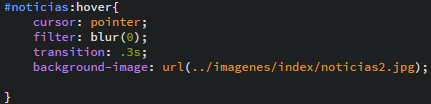 #noticias:hover{
cursor: pointer;
filter: blur(0);
transition: .3s;
background-image: url(../imagenes/index/noticias2.jpg);
}